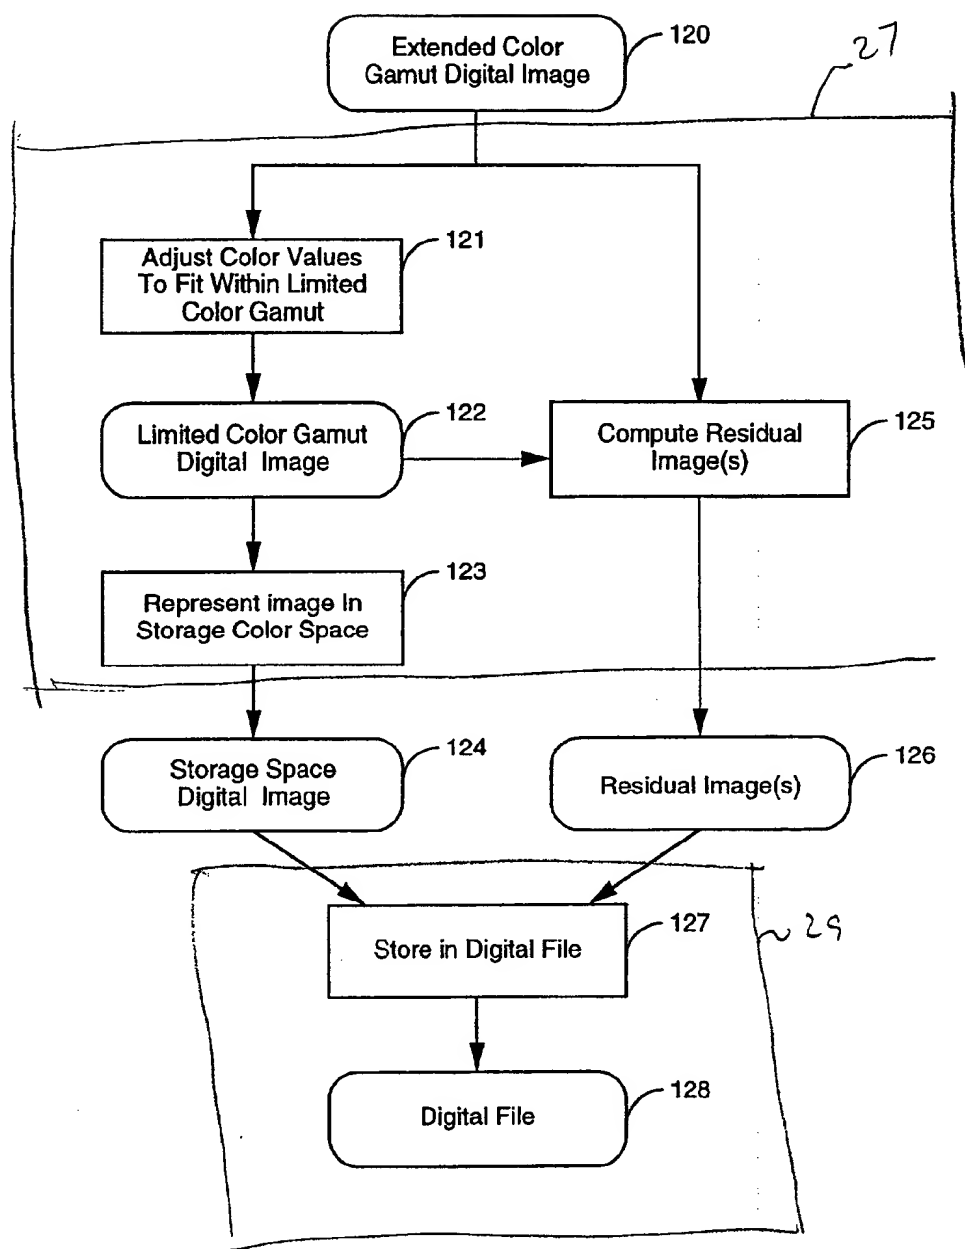 Extended Color
Gamut Digital Image
120
27
Adjust Color Values
To Fit Within Limited
Color Gamut
121
Limited Color Gamut
Digital Image
122
Compute Residual
Image(s)
125
Represent image In
Storage Color Space
123
Storage Space
Digital Image
124
Residual Image(s)
126
Store in Digital File
127
29
Digital File
128